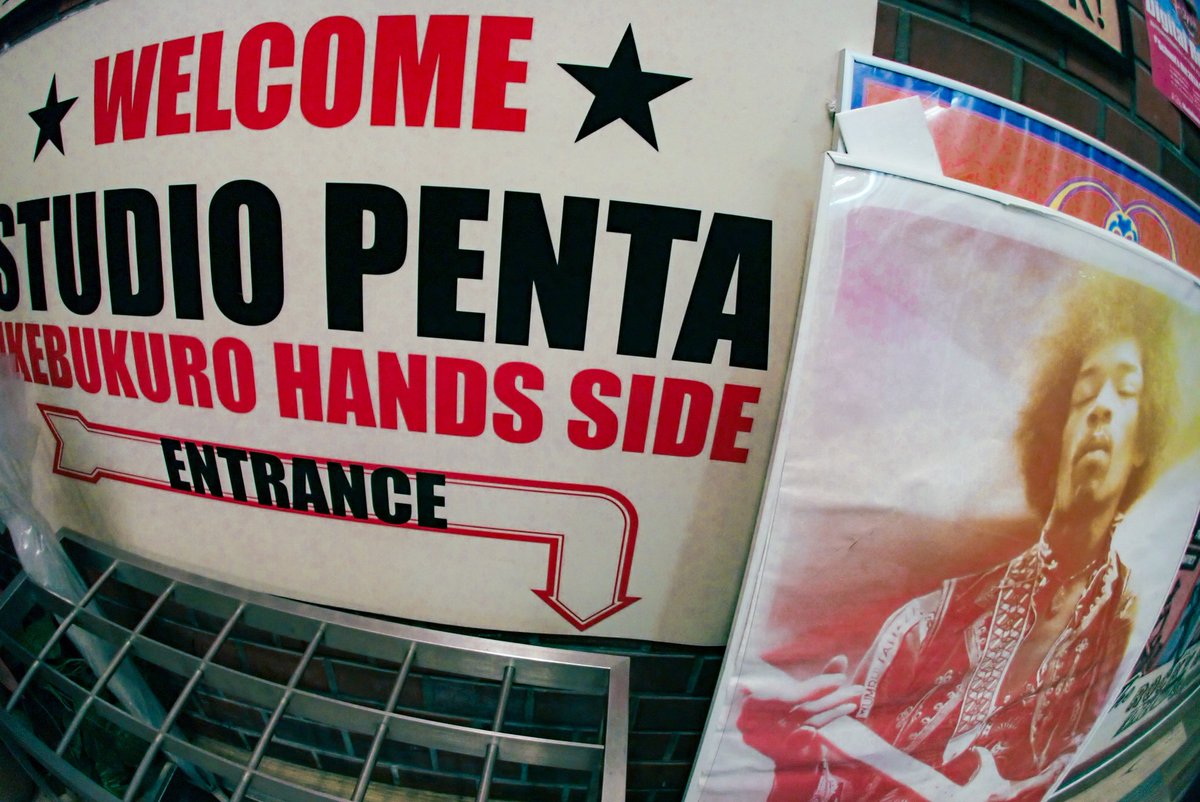 WELCOME
STUDIO PENTA
IKEBUKURO HANDS SIDE
ENTRANCE